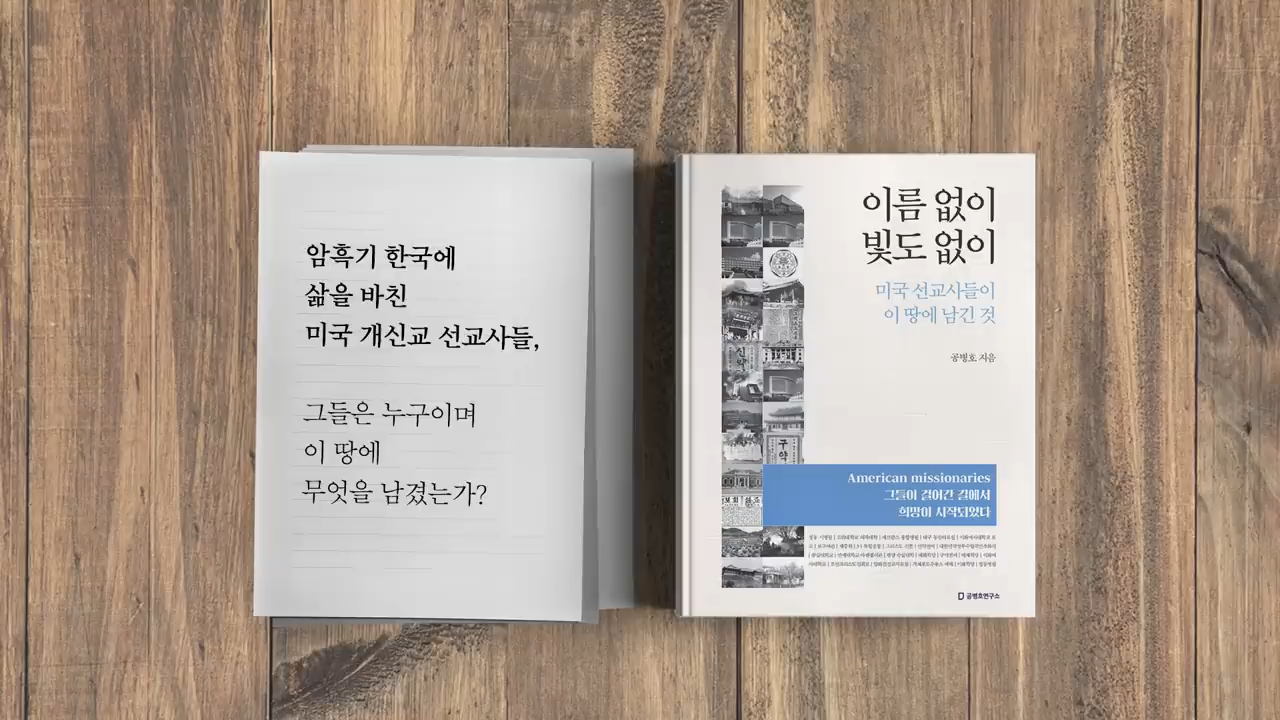 암흑기 한국에
삶을 바친
미국 개신교 선교사들,
그들은 누구이며
이 땅에
무엇을 남겼는가?
이름 없이
빛도 없이
미국 선교사들이
이 땅에 남긴 것
공병호 지음
구약
American missionaries
그들이 걸어간 길에서
희망이 시작되었다
공병호연구소